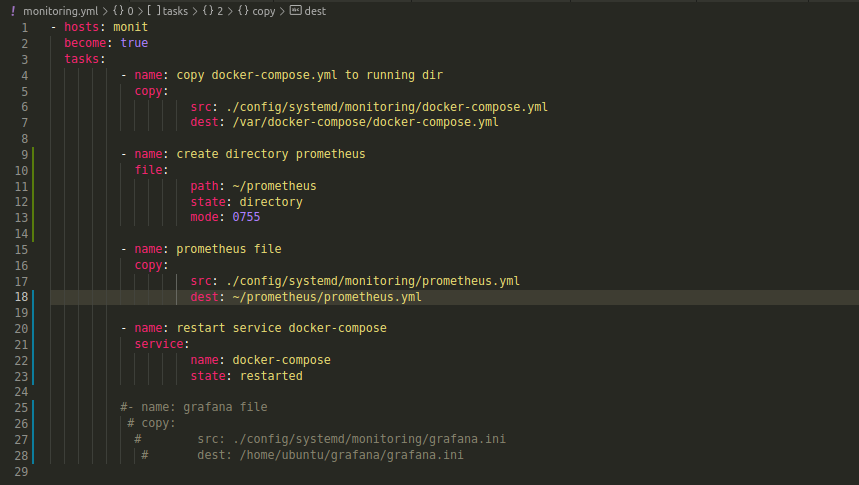 ! monitoring.yml > {} 0 > [ ] tasks > {} 2 > {} copy > abc dest
1 - hosts: monit
2 become: true
3 tasks:
4 - name: copy docker-compose.yml to running dir
5 copy:
6 src: ./config/systemd/monitoring/docker-compose.yml
7 dest: /var/docker-compose/docker-compose.yml
8
9 - name: create directory prometheus
10 file:
11 path: ~/prometheus
12 state: directory
13 mode: 0755
14
15 - name: prometheus file
16 copy:
17 src: ./config/systemd/monitoring/prometheus.yml
18 dest: ~/prometheus/prometheus.yml
19
20 - name: restart service docker-compose
21 service:
22 name: docker-compose
23 state: restarted
24
25 #- name: grafana file
26 # copy:
27 # src: ./config/systemd/monitoring/grafana.ini
28 # dest: /home/ubuntu/grafana/grafana.ini
29